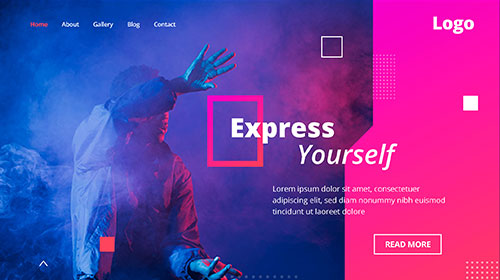 Home About Gallery Blog Contact
Logo
Express
Yourself
Lorem ipsum dolor sit amet, consectetuer
adipiscing elit, sed diam nonummy nibh euismod
tincidunt ut laoreet dolore
READ MORE